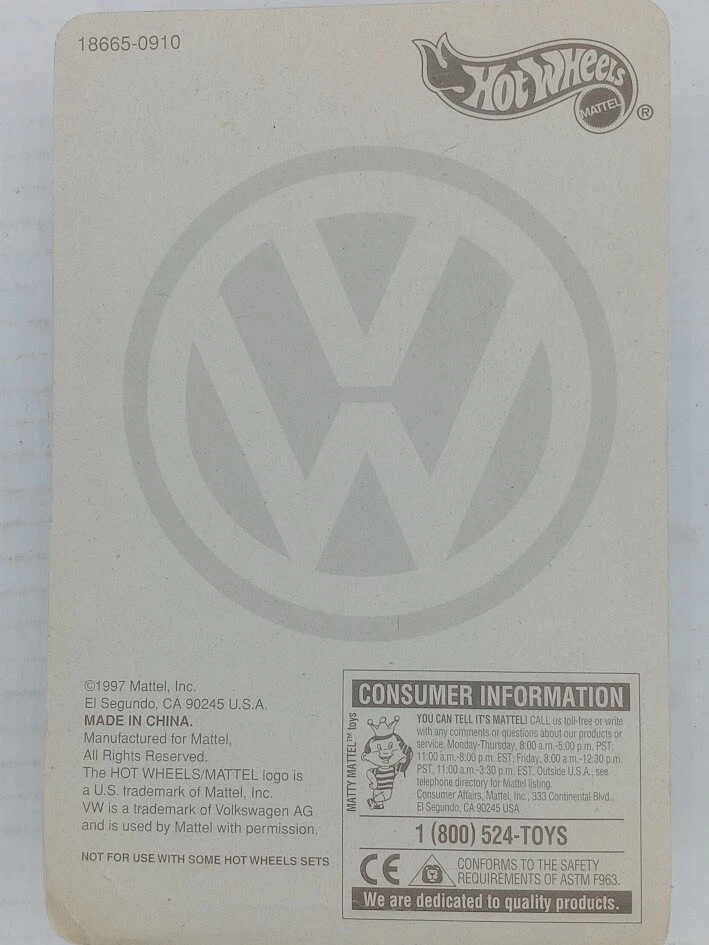 18665-0910
Hot Wheels
MATTEL
®
©1997 Mattel, Inc.
El Segundo, CA 90245 U.S.A.
MADE IN CHINA.
Manufactured for Mattel,
All Rights Reserved.
The HOT WHEELS/MATTEL logo is
a U.S. trademark of Mattel, Inc.
VW is a trademark of Volkswagen AG
and is used by Mattel with permission.
NOT FOR USE WITH SOME HOT WHEELS SETS
CONSUMER INFORMATION
MATTY MATTEL™ toys
YOU CAN TELL IT'S MATTEL! CALL us toll-free or write
with any comments or questions about our products or
service. Monday-Thursday, 8:00 a.m.-5:00 p.m. PST;
11:00 a.m.-8:00 p.m. EST; Friday, 8:00 a.m.-12:30 p.m.
PST, 11:00 a.m.-3:30 p.m. EST. Outside U.S.A., see
telephone directory for Mattel listing.
Consumer Affairs, Mattel, Inc., 333 Continental Blvd.,
El Segundo, CA 90245 USA
1 (800) 524-TOYS
CE
CONFORMS TO THE SAFETY
REQUIREMENTS OF ASTM F963.
We are dedicated to quality products.